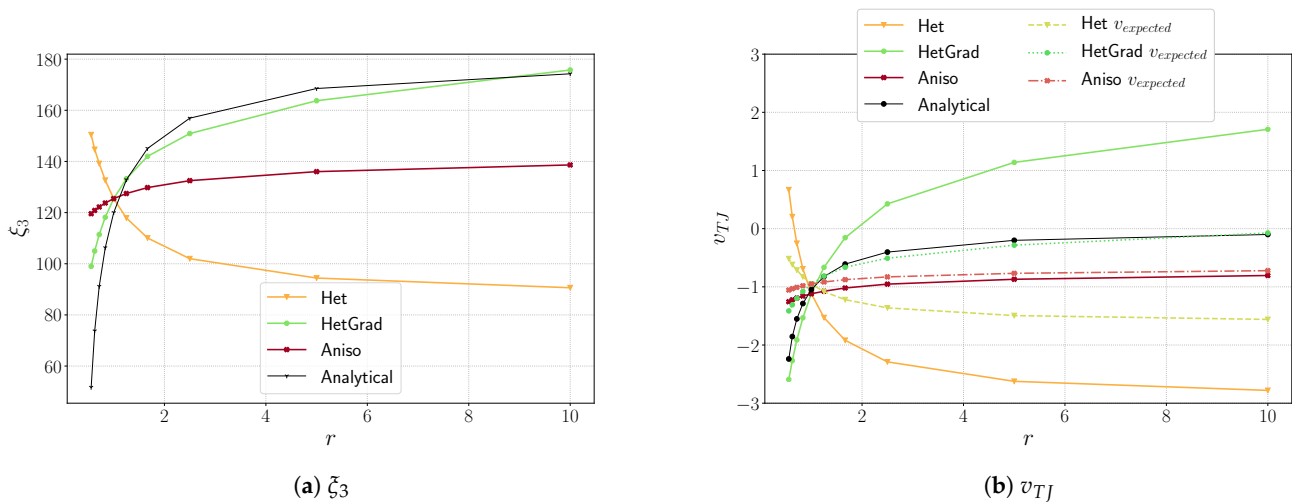 180
160
140
120
100
80
60
ξ₃
2
4
6
8
10
r
Het
HetGrad
Aniso
Analytical
(a) ξ₃
Het
HetGrad
Aniso
Analytical
Het v_expected
HetGrad v_expected
Aniso v_expected
3
2
1
0
−1
−2
−3
v_TJ
2
4
6
8
10
r
(b) v_TJ